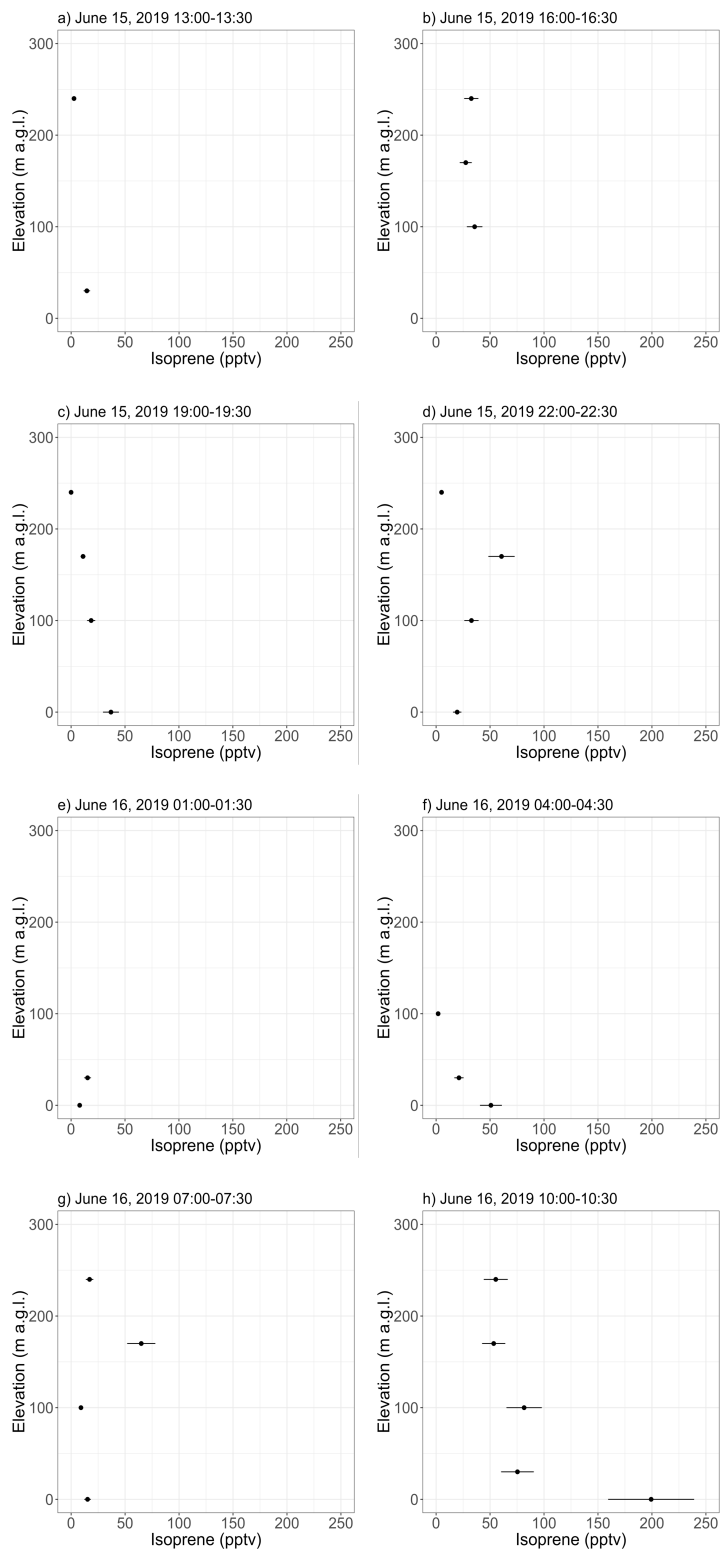 a) June 15, 2019 13:00-13:30
300
200
100
0
Elevation (m a.g.l.)
0 50 100 150 200 250
Isoprene (pptv)
b) June 15, 2019 16:00-16:30
300
200
100
0
Elevation (m a.g.l.)
0 50 100 150 200 250
Isoprene (pptv)
c) June 15, 2019 19:00-19:30
300
200
100
0
Elevation (m a.g.l.)
0 50 100 150 200 250
Isoprene (pptv)
d) June 15, 2019 22:00-22:30
300
200
100
0
Elevation (m a.g.l.)
0 50 100 150 200 250
Isoprene (pptv)
e) June 16, 2019 01:00-01:30
300
200
100
0
Elevation (m a.g.l.)
0 50 100 150 200 250
Isoprene (pptv)
f) June 16, 2019 04:00-04:30
300
200
100
0
Elevation (m a.g.l.)
0 50 100 150 200 250
Isoprene (pptv)
g) June 16, 2019 07:00-07:30
300
200
100
0
Elevation (m a.g.l.)
0 50 100 150 200 250
Isoprene (pptv)
h) June 16, 2019 10:00-10:30
300
200
100
0
Elevation (m a.g.l.)
0 50 100 150 200 250
Isoprene (pptv)